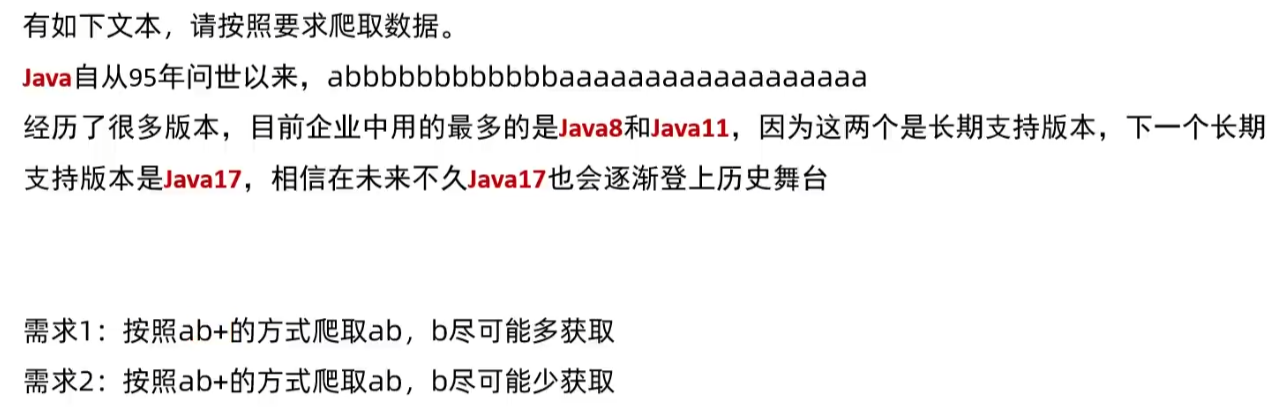 有如下文本，请按照要求爬取数据。
Java自从95年问世以来，abbbbbbbbbbbbaaaaaaaaaaaaaaaaaa
经历了很多版本，目前企业中用的最多的是Java8和Java11，因为这两个是长期支持版本，下一个长期
支持版本是Java17，相信在未来不久Java17也会逐渐登上历史舞台
需求1：按照ab+的方式爬取ab，b尽可能多获取
需求2：按照ab+的方式爬取ab，b尽可能少获取